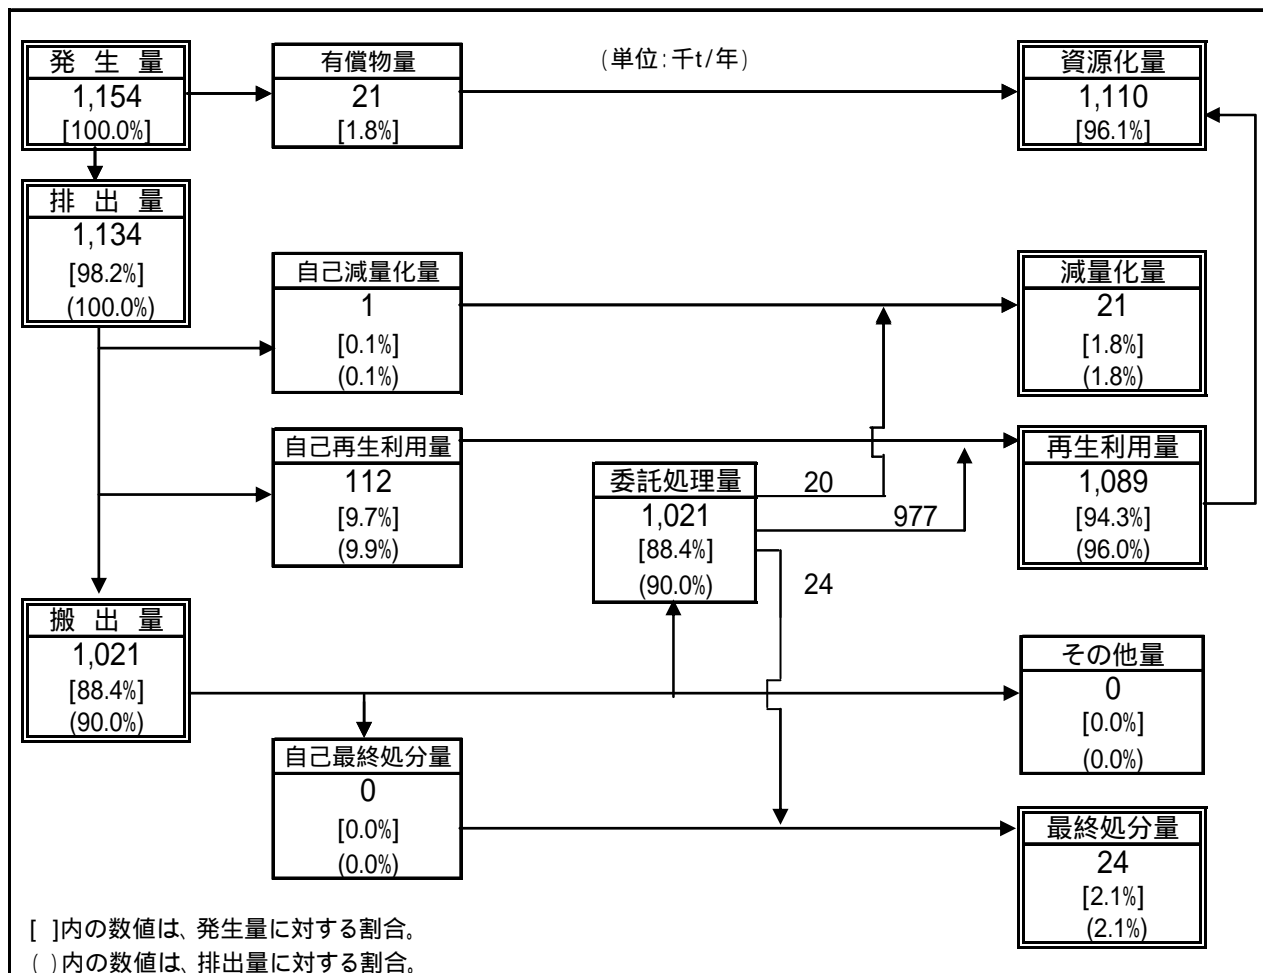 発 生 量
1,154
[100.0%]
有償物量
21
[1.8%]
(単位:千t/年)
資源化量
1,110
[96.1%]
排 出 量
1,134
[98.2%]
(100.0%)
自己減量化量
1
[0.1%]
(0.1%)
減量化量
21
[1.8%]
(1.8%)
自己再生利用量
112
[9.7%]
(9.9%)
委託処理量
1,021
[88.4%]
(90.0%)
20
977
24
再生利用量
1,089
[94.3%]
(96.0%)
搬 出 量
1,021
[88.4%]
(90.0%)
その他量
0
[0.0%]
(0.0%)
自己最終処分量
0
[0.0%]
(0.0%)
最終処分量
24
[2.1%]
(2.1%)
[ ]内の数値は、発生量に対する割合。
( )内の数値は、排出量に対する割合。